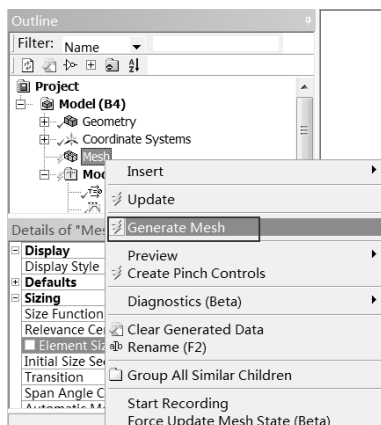 Outline
Filter: Name
Project
Model (B4)
Geometry
Coordinate Systems
Mesh
Insert
Update
Generate Mesh
Preview
Create Pinch Controls
Diagnostics (Beta)
Clear Generated Data
Rename (F2)
Group All Similar Children
Start Recording
Force Update Mesh State (Beta)
Details of "Me
Display
Display Style
Defaults
Sizing
Size Function
Relevance Ce
Element Siz
Initial Size Se
Transition
Span Angle C